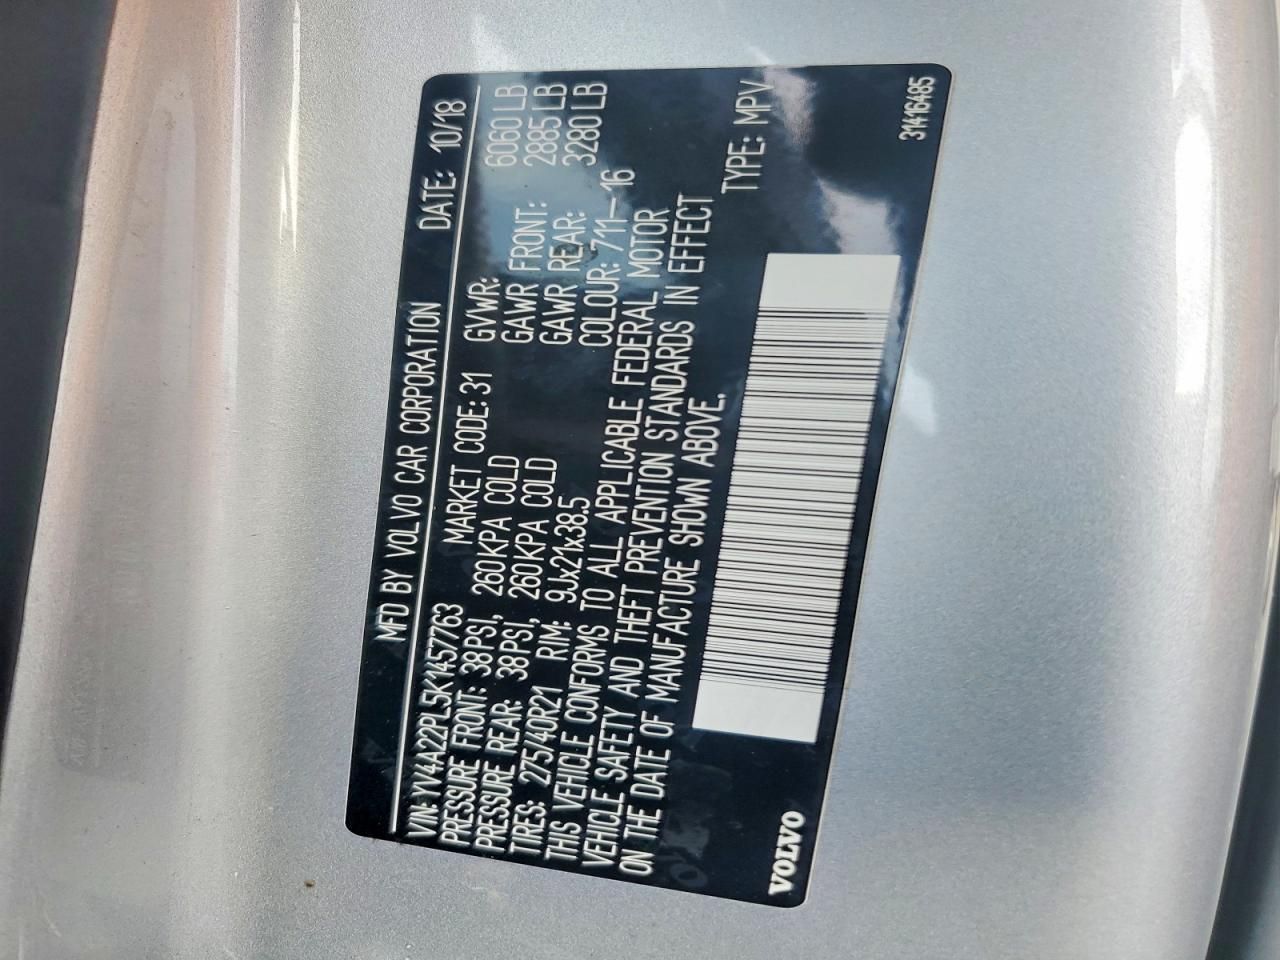 MFD BY VOLVO CAR CORPORATION DATE: 10/18
VIN: YV4A22PL5K1457763 MARKET CODE: 31 GVWR: 6060 LB
PRESSURE FRONT: 38PSI, 260KPA COLD GAWR FRONT: 2885 LB
PRESSURE REAR: 38PSI, 260KPA COLD GAWR REAR: 3280 LB
TIRES: 275/40R21 RIM: 9Jx21x38.5 COLOUR: 711-16
THIS VEHICLE CONFORMS TO ALL APPLICABLE FEDERAL MOTOR
VEHICLE SAFETY AND THEFT PREVENTION STANDARDS IN EFFECT
ON THE DATE OF MANUFACTURE SHOWN ABOVE. TYPE: MPV
VOLVO 31416485